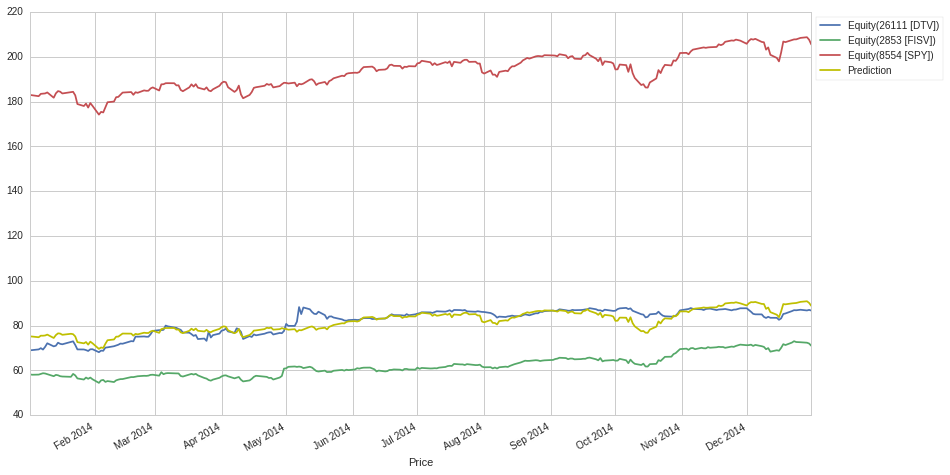 220
200
180
160
140
120
100
80
60
40
Feb 2014
Mar 2014
Apr 2014
May 2014
Jun 2014
Jul 2014
Aug 2014
Sep 2014
Oct 2014
Nov 2014
Dec 2014
Price
Equity(26111 [DTV])
Equity(2853 [FISV])
Equity(8554 [SPY])
Prediction